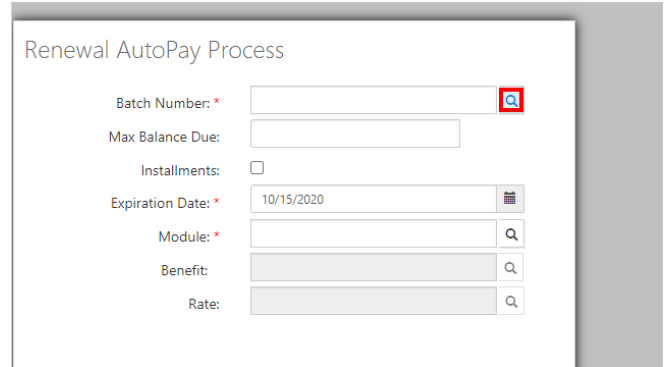 Renewal AutoPay Process
Batch Number: *
Max Balance Due:
Installments:
Expiration Date: * 10/15/2020
Module: *
Benefit:
Rate: